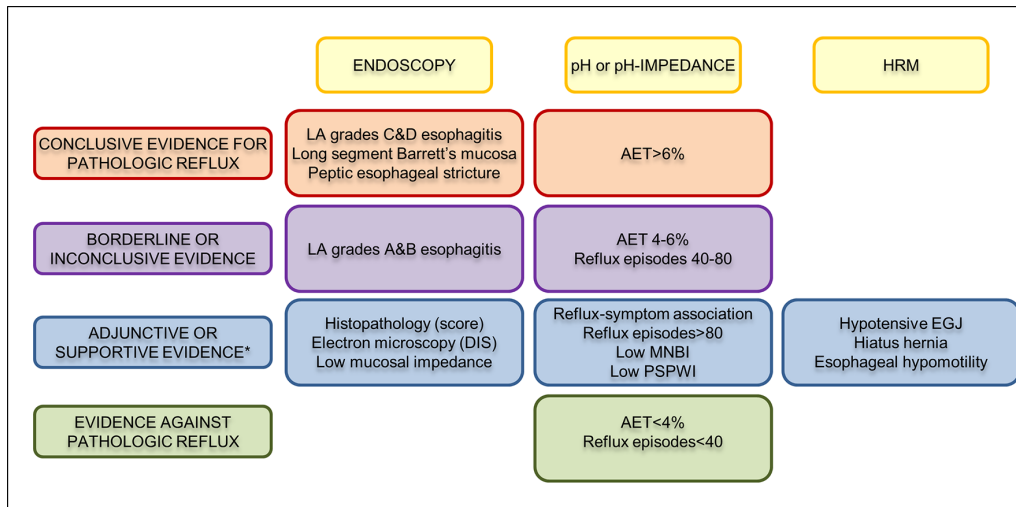 ENDOSCOPY
pH or pH-IMPEDANCE
HRM
CONCLUSIVE EVIDENCE FOR
PATHOLOGIC REFLUX
LA grades C&D esophagitis
Long segment Barrett's mucosa
Peptic esophageal stricture
AET>6%
BORDERLINE OR
INCONCLUSIVE EVIDENCE
LA grades A&B esophagitis
AET 4-6%
Reflux episodes 40-80
ADJUNCTIVE OR
SUPPORTIVE EVIDENCE*
Histopathology (score)
Electron microscopy (DIS)
Low mucosal impedance
Reflux-symptom association
Reflux episodes>80
Low MNBI
Low PSPWI
Hypotensive EGJ
Hiatus hernia
Esophageal hypomotility
EVIDENCE AGAINST
PATHOLOGIC REFLUX
AET<4%
Reflux episodes<40